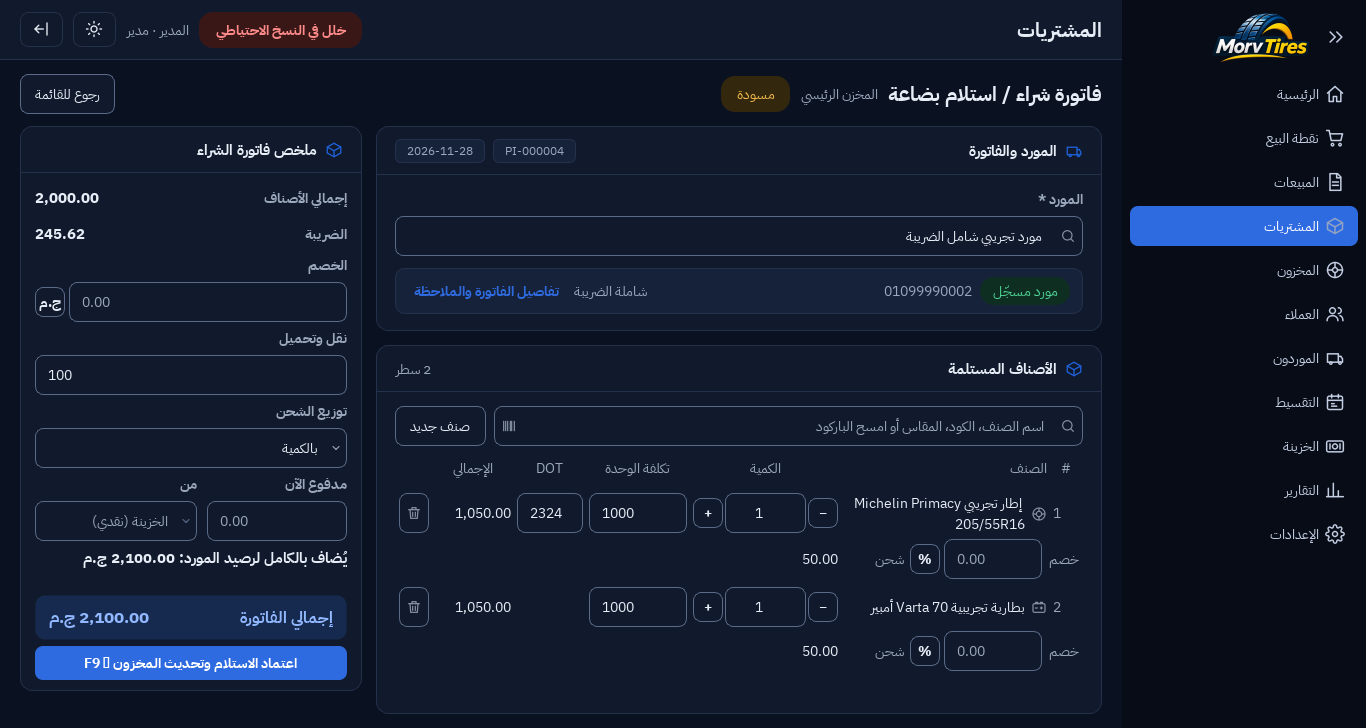 MorvTires
الرئيسية
نقطة البيع
المبيعات
المشتريات
المخزون
العملاء
الموردون
التقسيط
الخزينة
التقارير
الإعدادات
المشتريات
خلل في النسخ الاحتياطي
المدير · مدير
فاتورة شراء / استلام بضاعة
المخزن الرئيسي
مسودة
رجوع للقائمة
المورد والفاتورة
PI-000004
2026-11-28
المورد *
مورد تجريبي شامل الضريبة
مورد مسجّل
01099990002
شاملة الضريبة
تفاصيل الفاتورة والملاحظة
الأصناف المستلمة
2 سطر
اسم الصنف، الكود، المقاس أو امسح الباركود
صنف جديد
# الصنف الكمية تكلفة الوحدة DOT الإجمالي
1 إطار تجريبي Michelin Primacy 205/55R16 − 1 + 1000 2324 1,050.00
خصم 0.00 % شحن 50.00
2 بطارية تجريبية Varta 70 أمبير − 1 + 1000 1,050.00
خصم 0.00 % شحن 50.00
ملخص فاتورة الشراء
إجمالي الأصناف 2,000.00
الضريبة 245.62
الخصم
0.00 ج.م
نقل وتحميل
100
توزيع الشحن
بالكمية
مدفوع الآن من
0.00 الخزينة (نقدي)
يُضاف بالكامل لرصيد المورد: 2,100.00 ج.م
إجمالي الفاتورة 2,100.00 ج.م
اعتماد الاستلام وتحديث المخزون F9